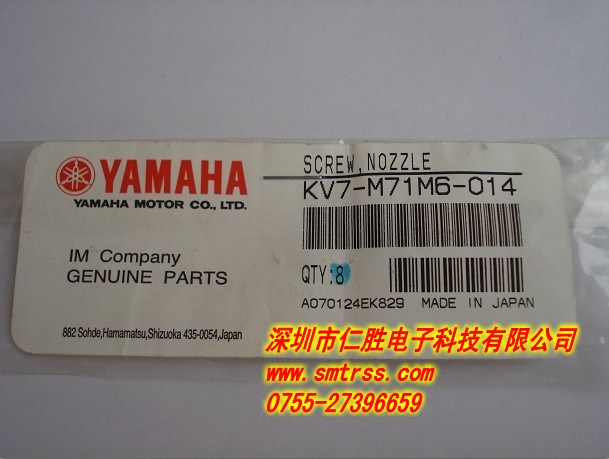 YAMAHA
YAMAHA MOTOR CO., LTD.
IM Company
GENUINE PARTS
882 Sohde,Hamamatsu,Shizuoka 435-0054,Japan
SCREW,NOZZLE
KV7-M71M6-014
QTY:8
A070124EK829 MADE IN JAPAN
深圳市仁胜电子科技有限公司
www.smtrss.com
0755-27396659